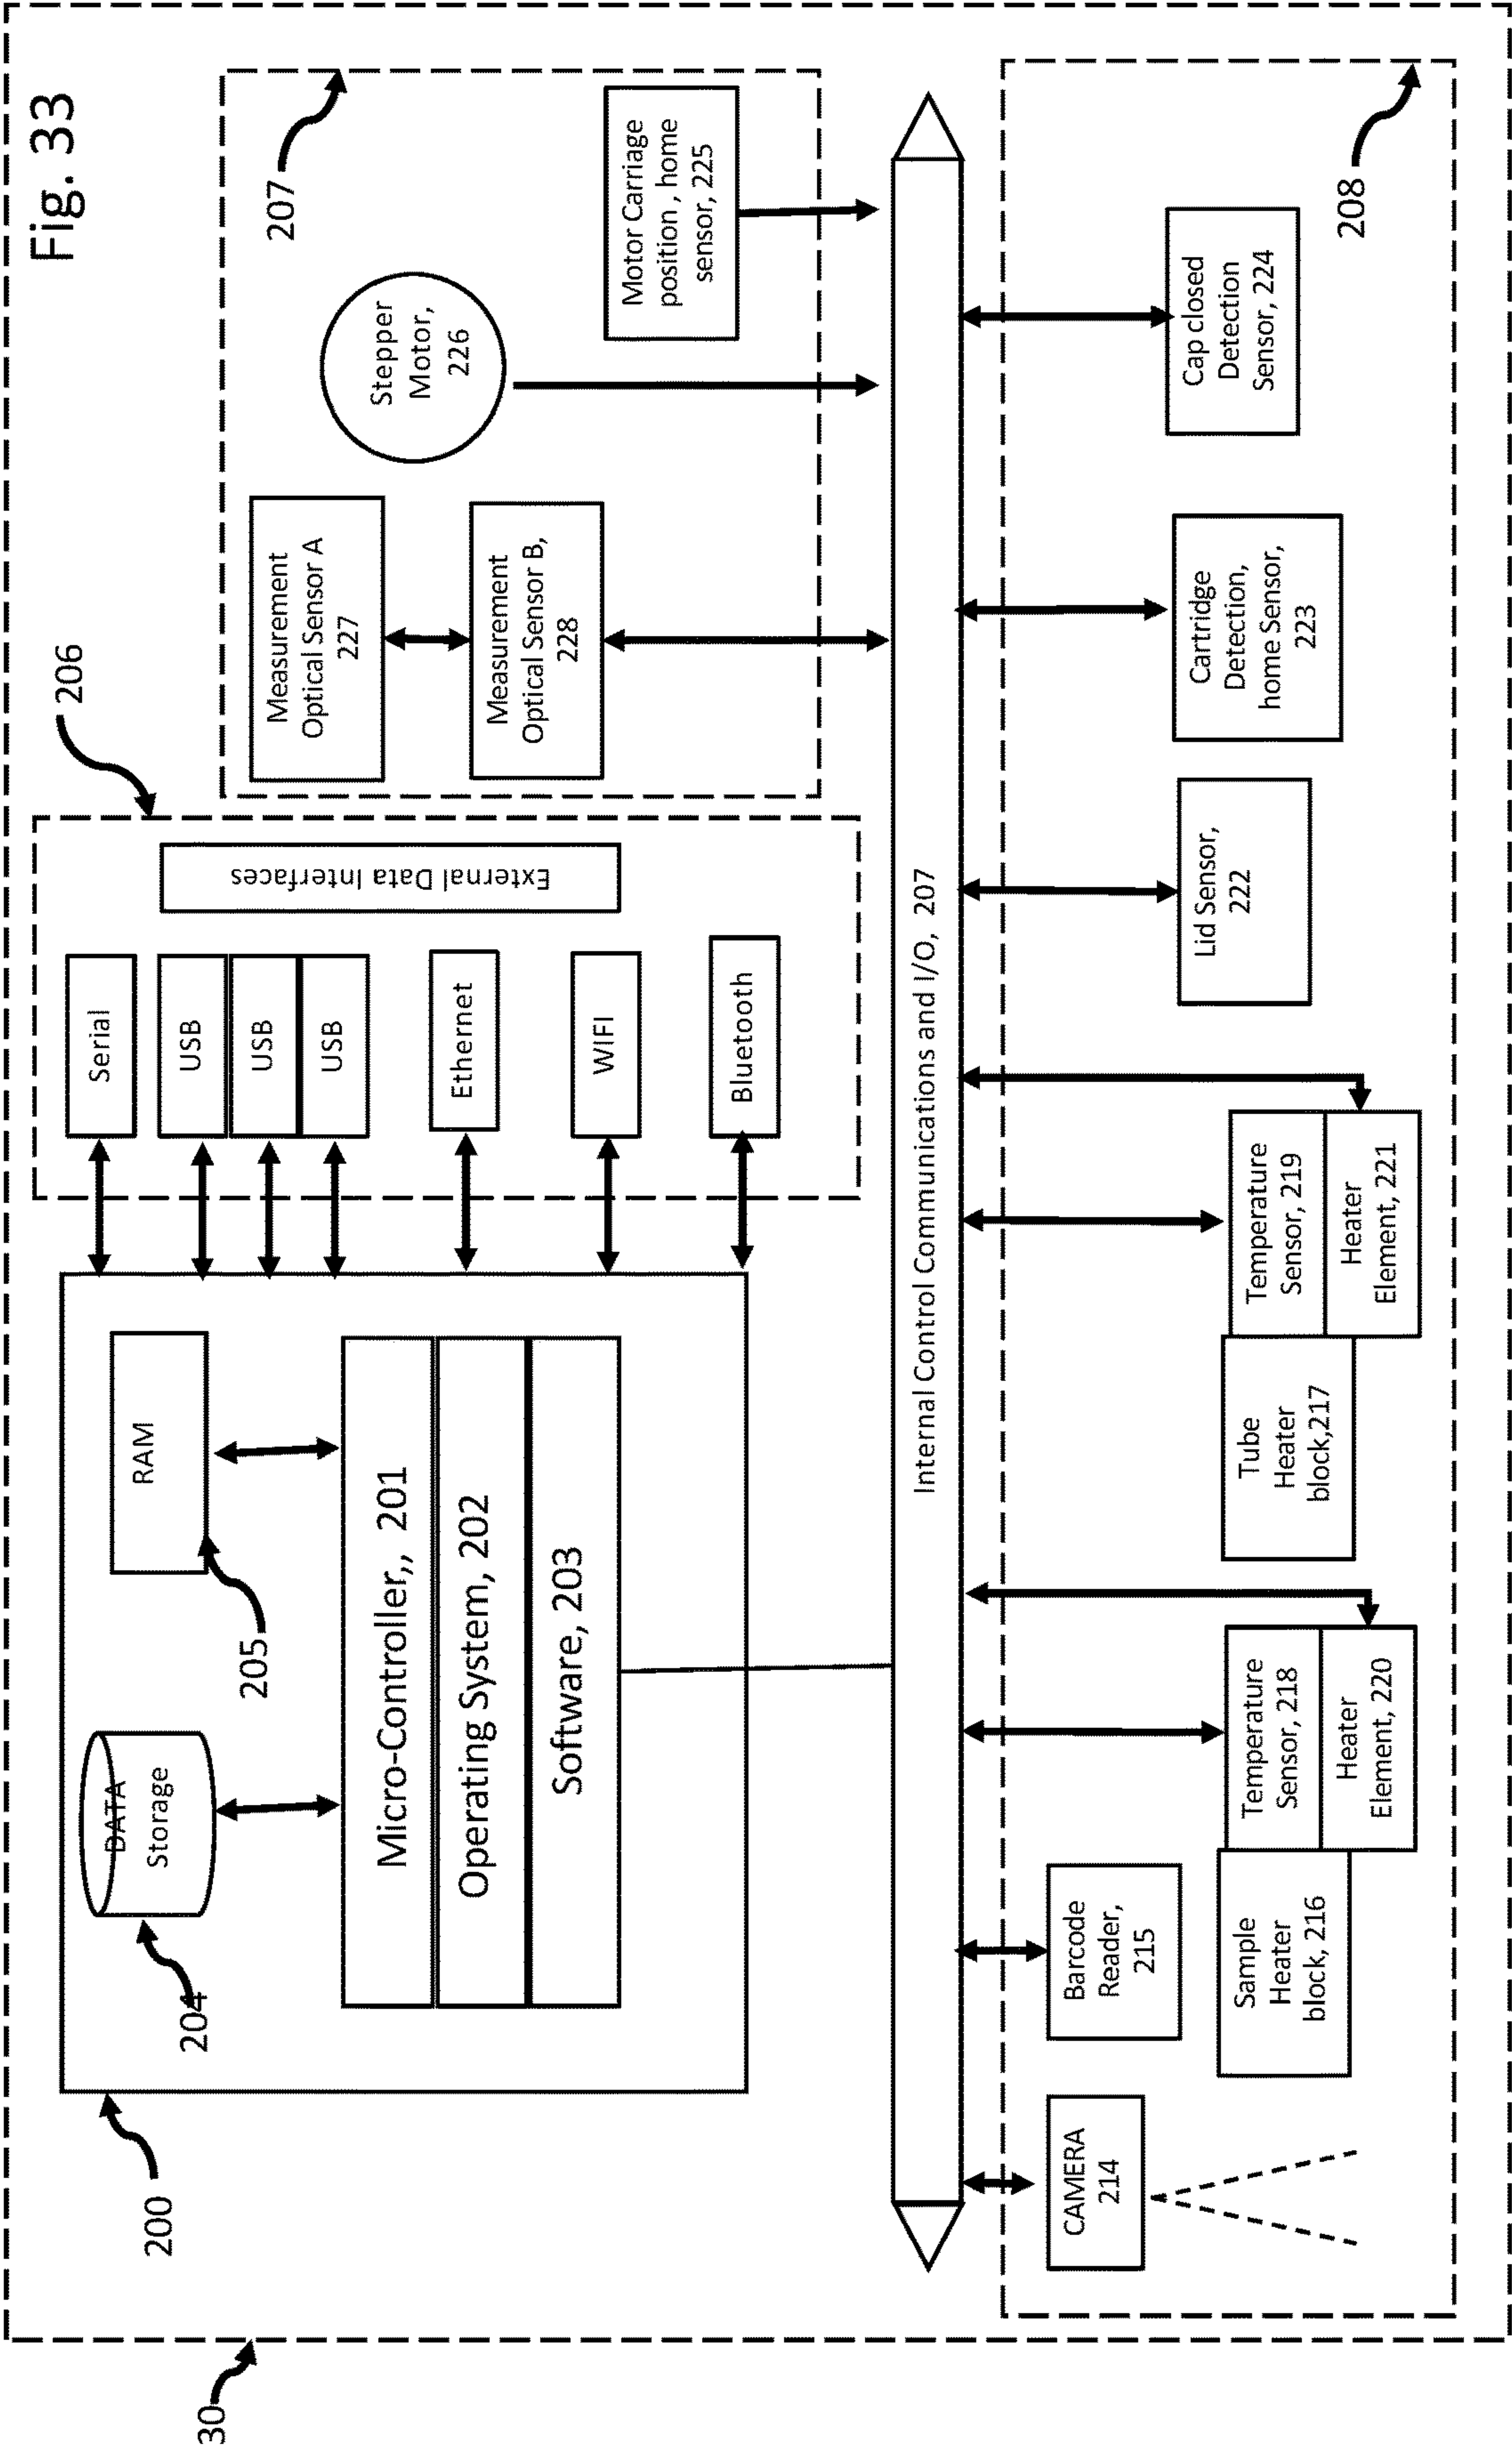 Fig. 33
30
200
204
DATA
Storage
205
RAM
Micro-Controller,, 201
Operating System, 202
Software, 203
206
Serial
USB
USB
USB
Ethernet
WIFI
Bluetooth
External Data Interfaces
207
Measurement
Optical Sensor A
227
Measurement
Optical Sensor B,
228
Stepper
Motor,
226
Motor Carriage
position , home
sensor, 225
Internal Control Communications and I/O, 207
208
CAMERA
214
Barcode
Reader,
215
Sample
Heater
block, 216
Temperature
Sensor, 218
Heater
Element, 220
Tube
Heater
block,217
Temperature
Sensor, 219
Heater
Element, 221
Lid Sensor,
222
Cartridge
Detection,
home Sensor,
223
Cap closed
Detection
Sensor, 224